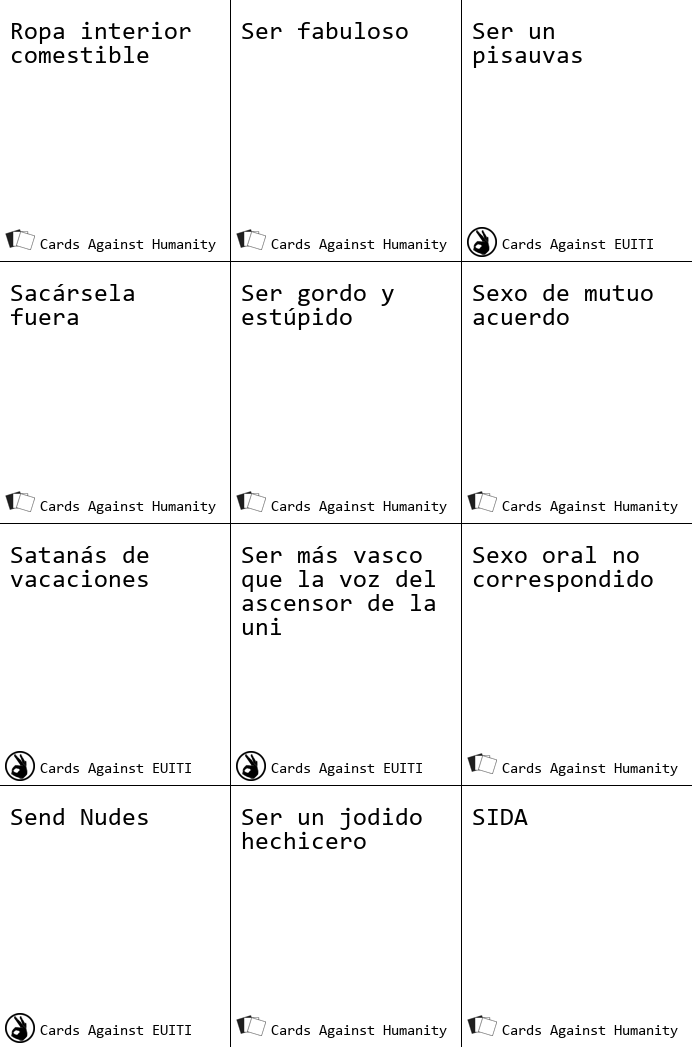 Ropa interior
comestible
Cards Against Humanity
Ser fabuloso
Cards Against Humanity
Ser un
pisauvas
Cards Against EUITI
Sacársela
fuera
Cards Against Humanity
Ser gordo y
estúpido
Cards Against Humanity
Sexo de mutuo
acuerdo
Cards Against Humanity
Satanás de
vacaciones
Cards Against EUITI
Ser más vasco
que la voz del
ascensor de la
uni
Cards Against EUITI
Sexo oral no
correspondido
Cards Against Humanity
Send Nudes
Cards Against EUITI
Ser un jodido
hechicero
Cards Against Humanity
SIDA
Cards Against Humanity